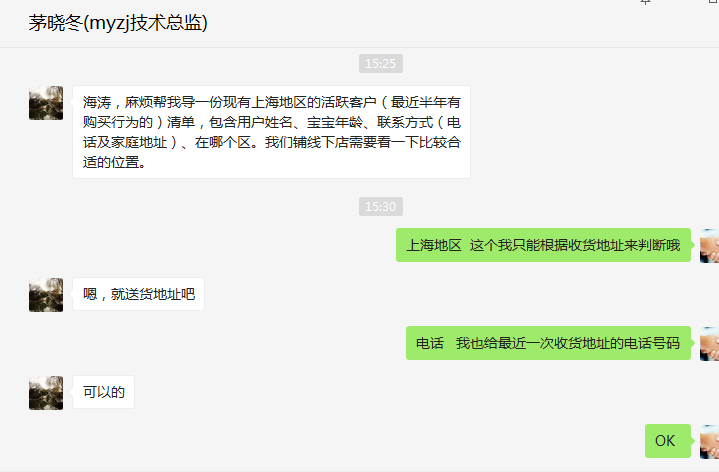 茅晓冬(myzj技术总监)
15:25
海涛，麻烦帮我导一份现有上海地区的活跃客户（最近半年有
购买行为的）清单，包含用户姓名、宝宝年龄、联系方式（电
话及家庭地址）、在哪个区。我们铺线下店需要看一下比较合
适的位置。
15:30
上海地区  这个我只能根据收货地址来判断哦
嗯，就送货地址吧
电话   我也给最近一次收货地址的电话号码
可以的
OK